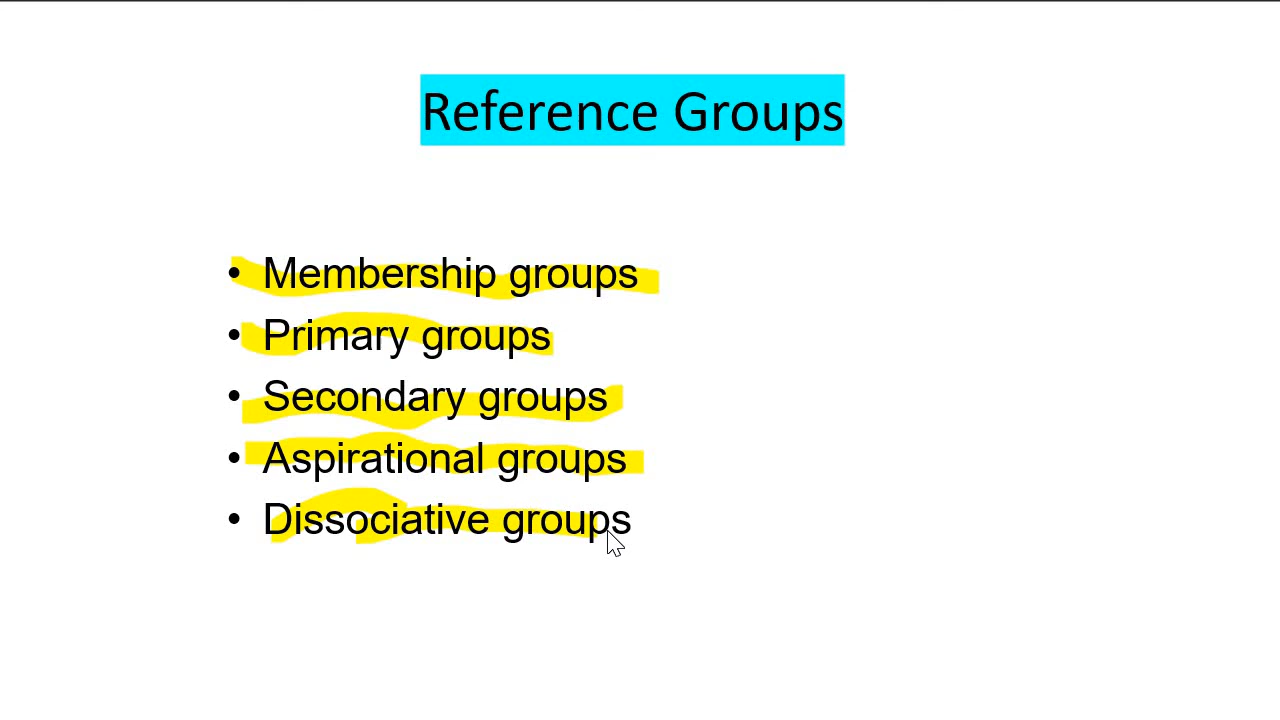 Reference Groups
• Membership groups
• Primary groups
• Secondary groups
• Aspirational groups
• Dissociative groups